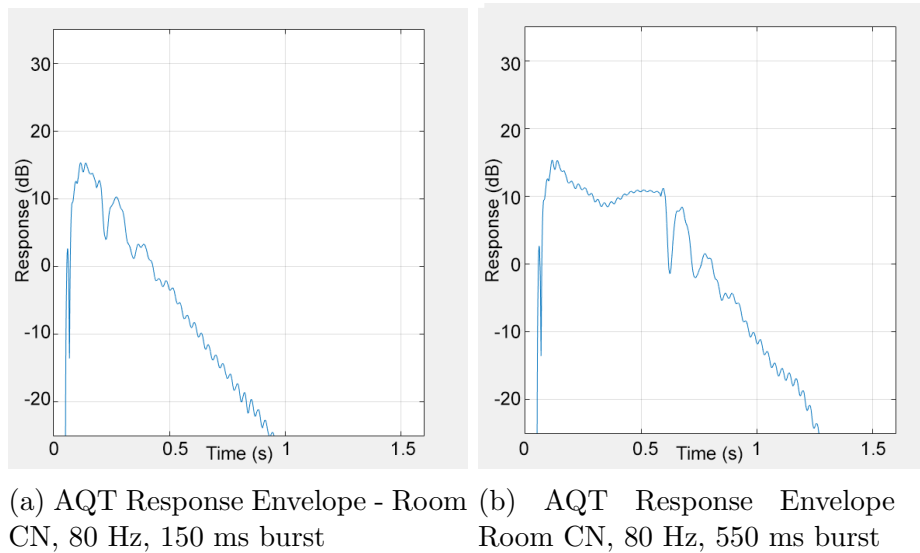 30
20
10
0
-10
-20
Response (dB)
0
0.5
1
1.5
Time (s)
30
20
10
0
-10
-20
Response (dB)
0
0.5
1
1.5
Time (s)
(a) AQT Response Envelope - Room
CN, 80 Hz, 150 ms burst
(b) AQT Response Envelope
Room CN, 80 Hz, 550 ms burst